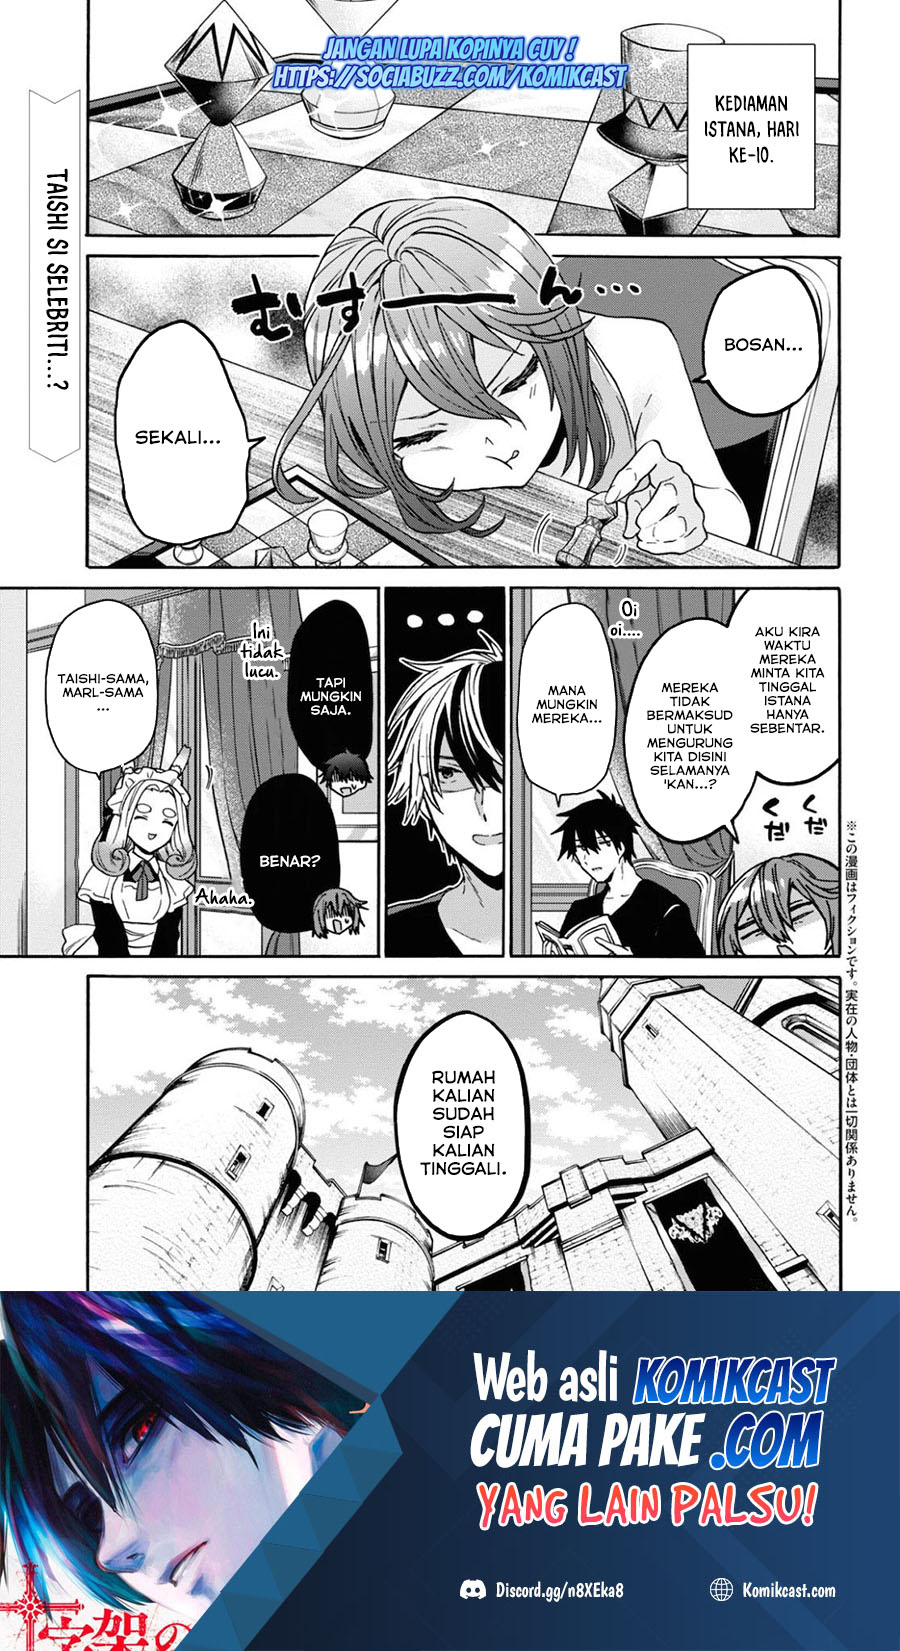 JANGAN LUPA KOPINYA CUY !
HTTPS://SOCIABUZZ.COM/KOMIKCAST
KEDIAMAN
ISTANA, HARI
KE-10.
TAISHI SI SELEBRITI...?
むすーーん…
BOSAN...
SEKALI...
AKU KIRA
WAKTU
MEREKA
MINTA KITA
TINGGAL
ISTANA
HANYA
SEBENTAR.
くだ
くだ
MEREKA
TIDAK
BERMAKSUD
UNTUK
MENGURUNG
KITA DISINI
SELAMANYA
'KAN...?
Oi
oi....
MANA
MUNGKIN
MEREKA...
...
TAPI
MUNGKIN
SAJA.
Ini
tidak
lucu.
BENAR?
Ahaha.
TAISHI-SAMA,
MARL-SAMA
...
※この漫画はフィクションです。実在の人物・団体とは一切関係ありません。
RUMAH
KALIAN
SUDAH
SIAP
KALIAN
TINGGALI.
Web asli KOMIKCAST
CUMA PAKE .COM
YANG LAIN PALSU!
Discord.gg/n8XEka8
Komikcast.com
十字架の